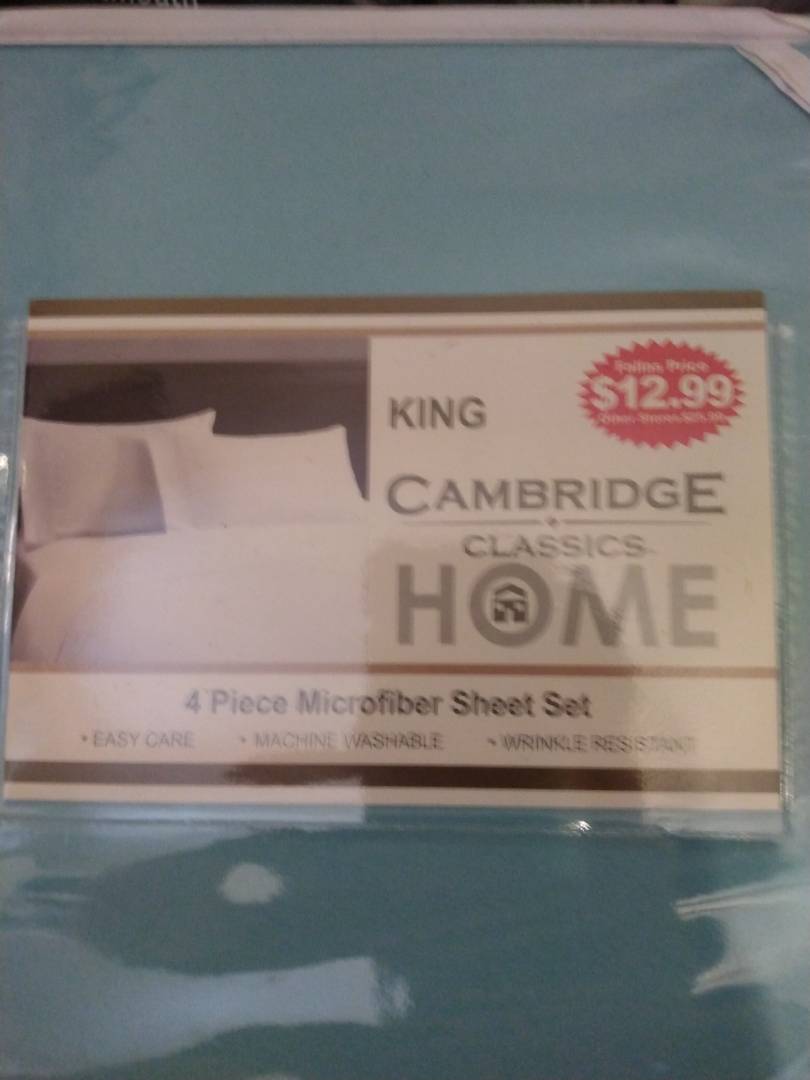 KING
$12.99
CAMBRIDGE
CLASSICS
HOME
4 Piece Microfiber Sheet Set
• EASY CARE • MACHINE WASHABLE • WRINKLE RESISTANT